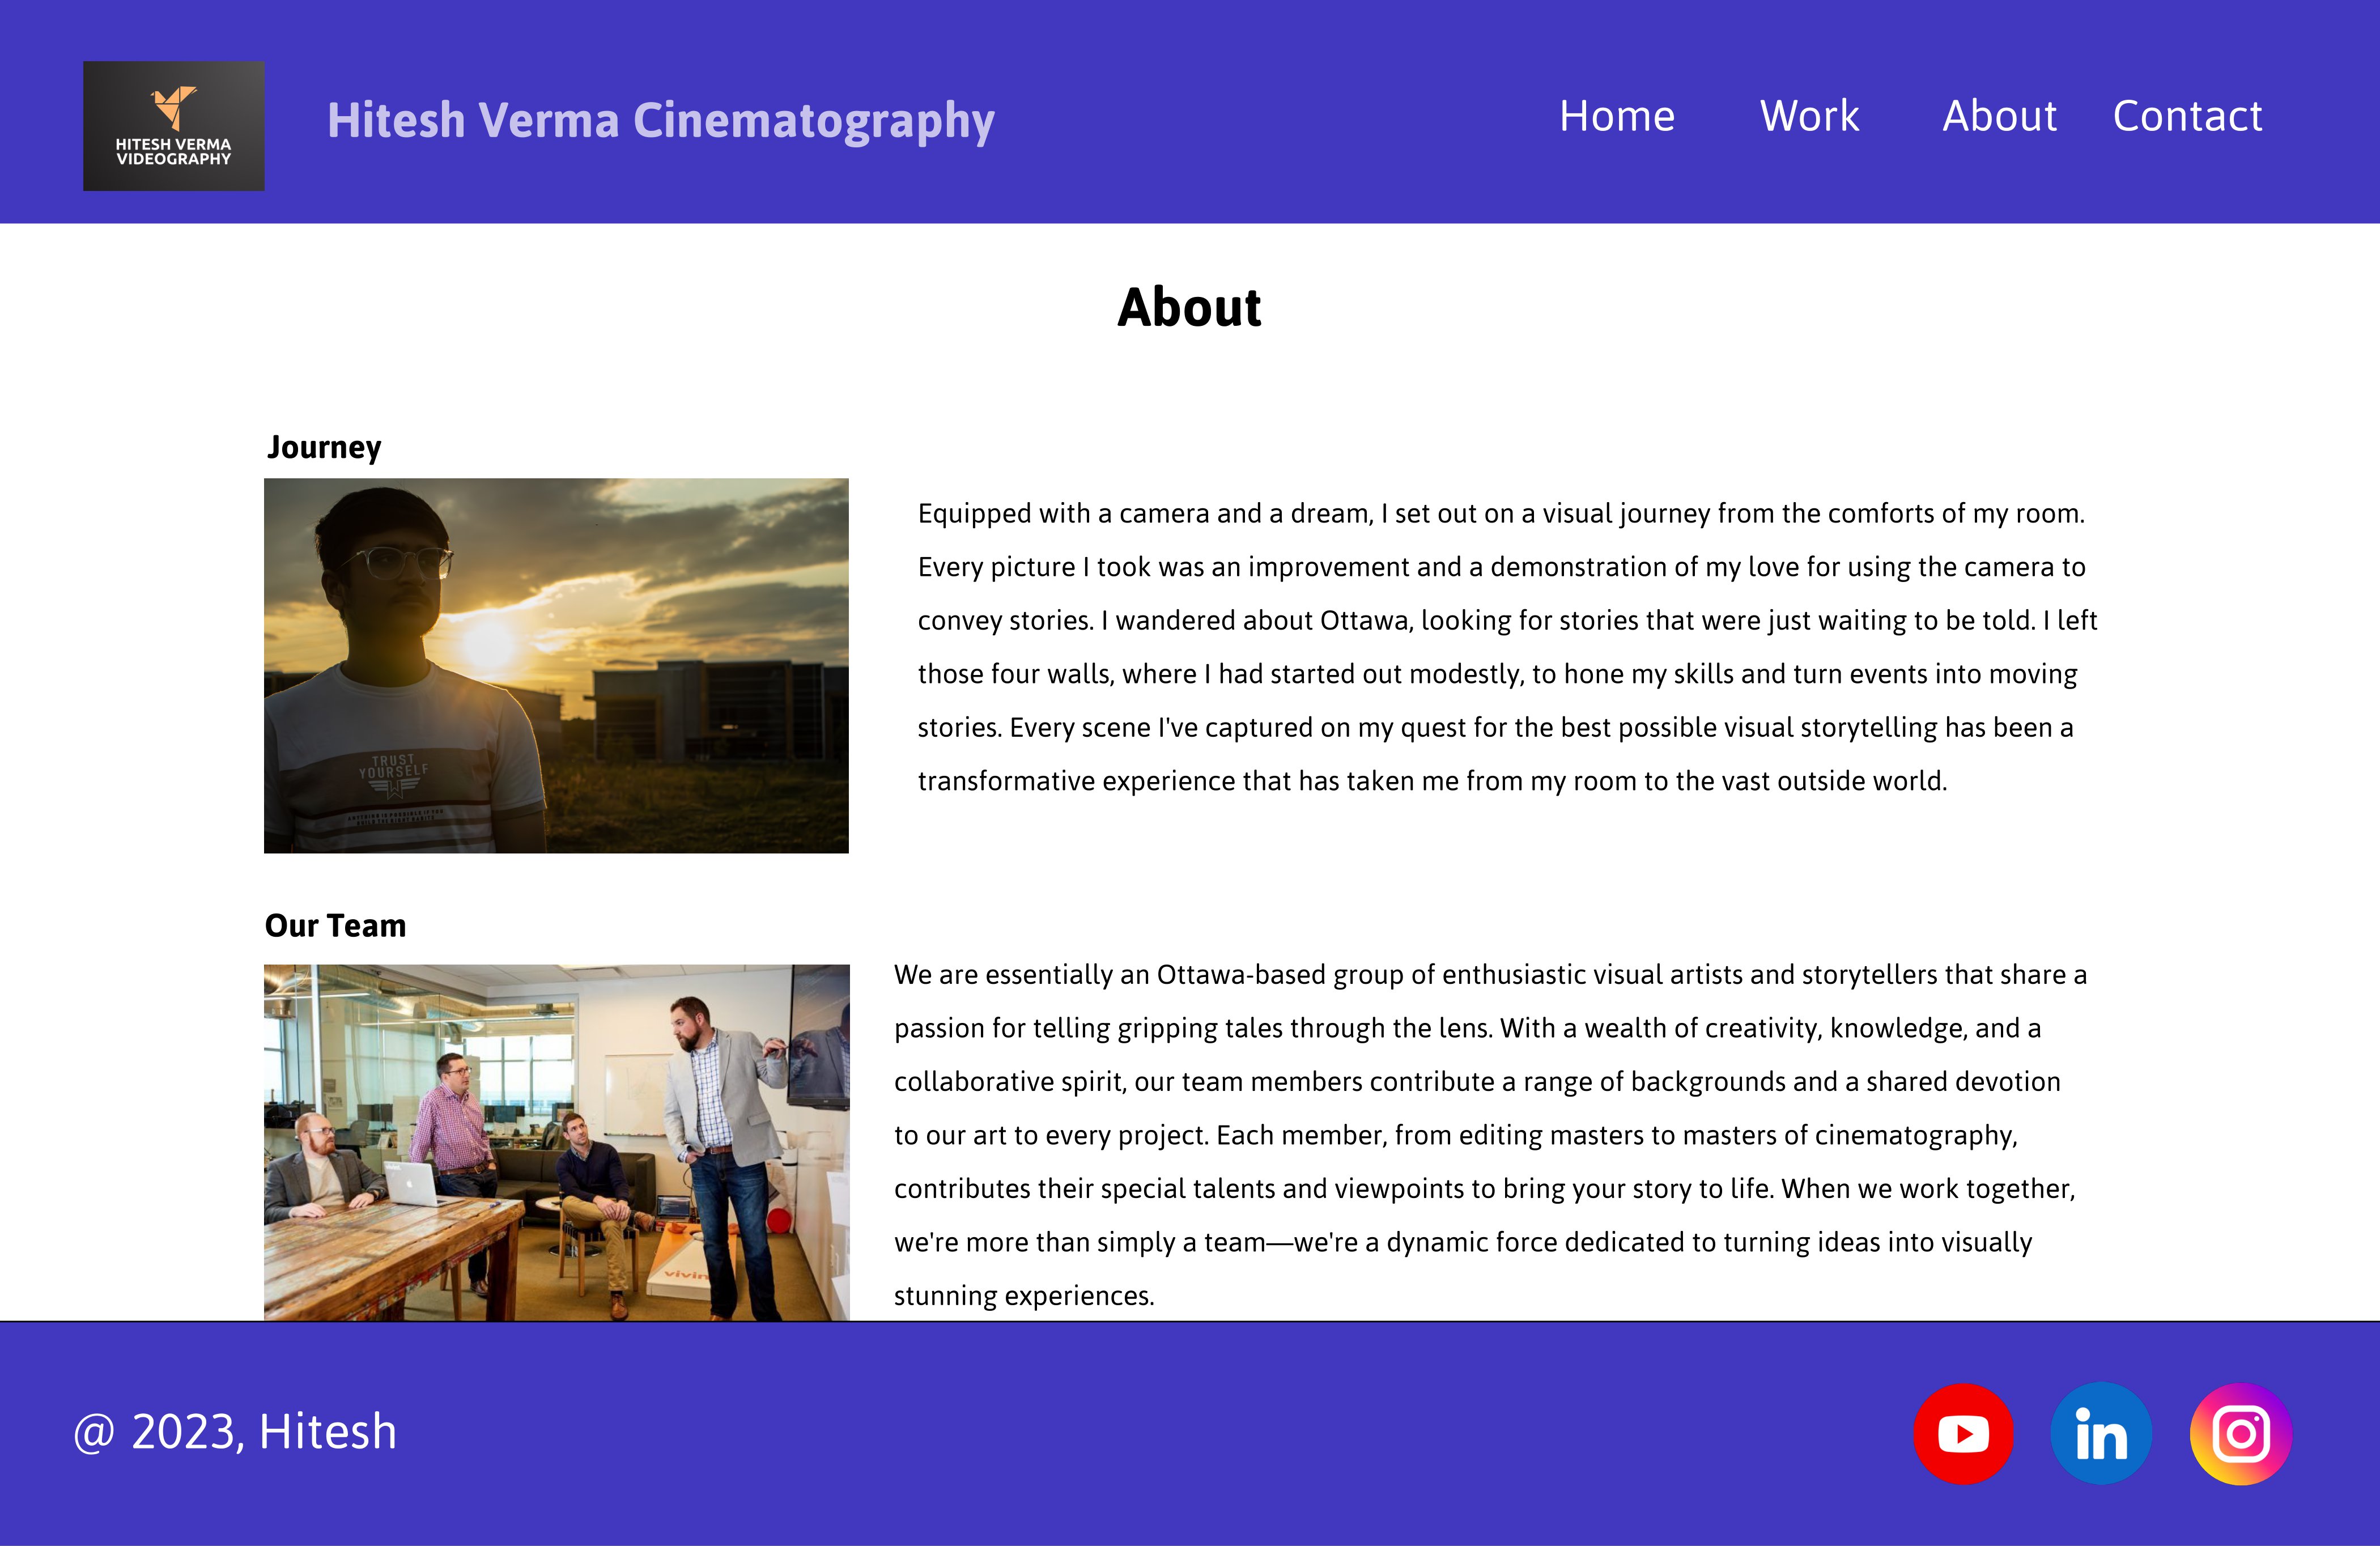 HITESH VERMA
VIDEOGRAPHY
Hitesh Verma Cinematography
Home
Work
About
Contact
About
Journey
TRUST
YOURSELF
Equipped with a camera and a dream, I set out on a visual journey from the comforts of my room.
Every picture I took was an improvement and a demonstration of my love for using the camera to
convey stories. I wandered about Ottawa, looking for stories that were just waiting to be told. I left
those four walls, where I had started out modestly, to hone my skills and turn events into moving
stories. Every scene I've captured on my quest for the best possible visual storytelling has been a
transformative experience that has taken me from my room to the vast outside world.
Our Team
vivin
We are essentially an Ottawa-based group of enthusiastic visual artists and storytellers that share a
passion for telling gripping tales through the lens. With a wealth of creativity, knowledge, and a
collaborative spirit, our team members contribute a range of backgrounds and a shared devotion
to our art to every project. Each member, from editing masters to masters of cinematography,
contributes their special talents and viewpoints to bring your story to life. When we work together,
we're more than simply a team—we're a dynamic force dedicated to turning ideas into visually
stunning experiences.
@ 2023, Hitesh
in